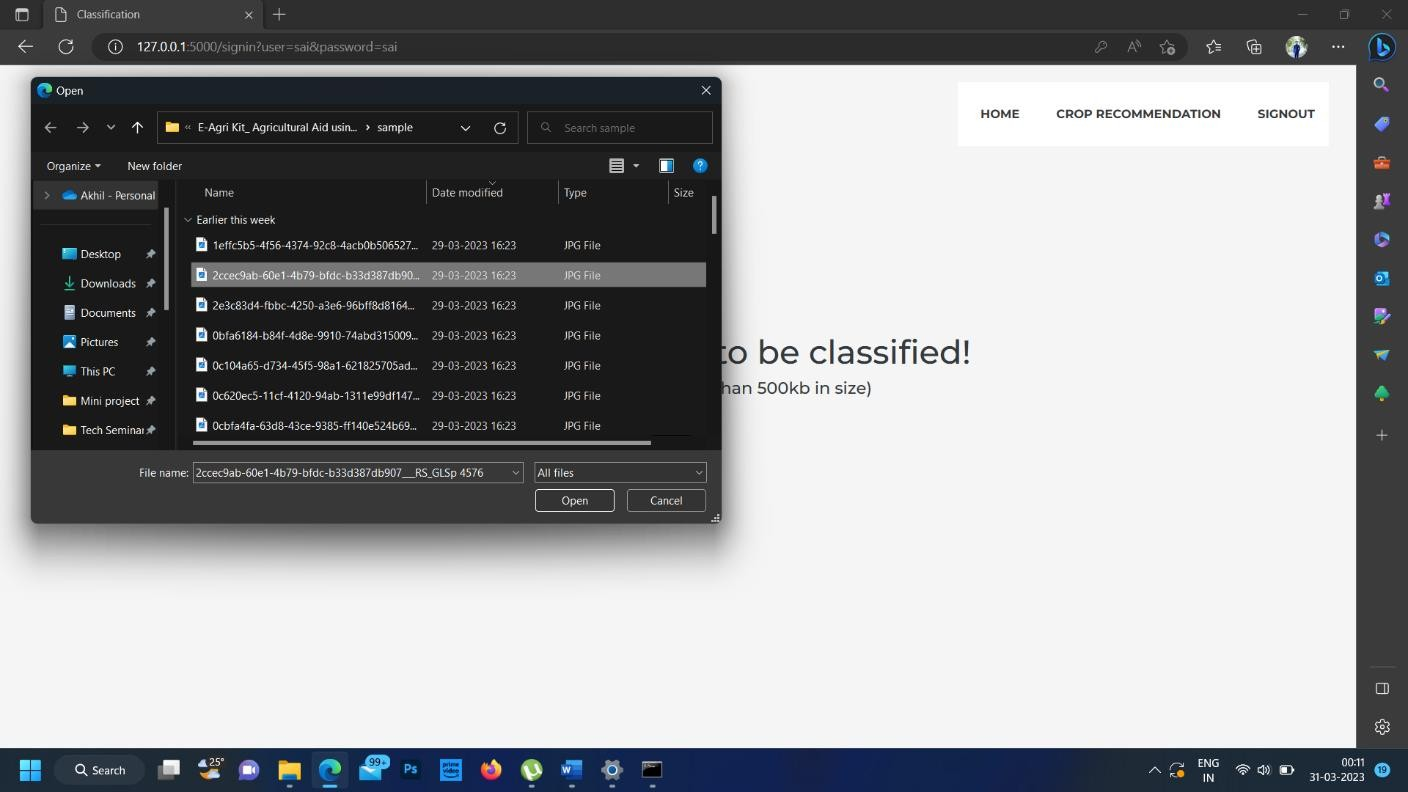 Classification
127.0.0.1:5000/signin?user=sai&password=sai
Open
E-Agri Kit_ Agricultural Aid usin... > sample
Search sample
Organize
New folder
Akhil - Personal
Name
Date modified
Type
Size
Earlier this week
1effc5b5-4f56-4374-92c8-4acb0b506527... 29-03-2023 16:23 JPG File
2ccec9ab-60e1-4b79-bfdc-b33d387db90... 29-03-2023 16:23 JPG File
2e3c83d4-fbbc-4250-a3e6-96bff8d8164... 29-03-2023 16:23 JPG File
0bfa6184-b84f-4d8e-9910-74abd315009... 29-03-2023 16:23 JPG File
0c104a65-d734-45f5-98a1-621825705ad... 29-03-2023 16:23 JPG File
0c620ec5-11cf-4120-94ab-1311e99df147... 29-03-2023 16:23 JPG File
0cbfa4fa-63d8-43ce-9385-ff140e524b69... 29-03-2023 16:23 JPG File
Desktop
Downloads
Documents
Pictures
This PC
Mini project
Tech Seminar
File name: 2ccec9ab-60e1-4b79-bfdc-b33d387db907___RS_GLSp 4576
All files
Open
Cancel
HOME
CROP RECOMMENDATION
SIGNOUT
to be classified!
han 500kb in size)
Search
25°
99+
Ps
prime video
ENG
IN
00:11
31-03-2023
19